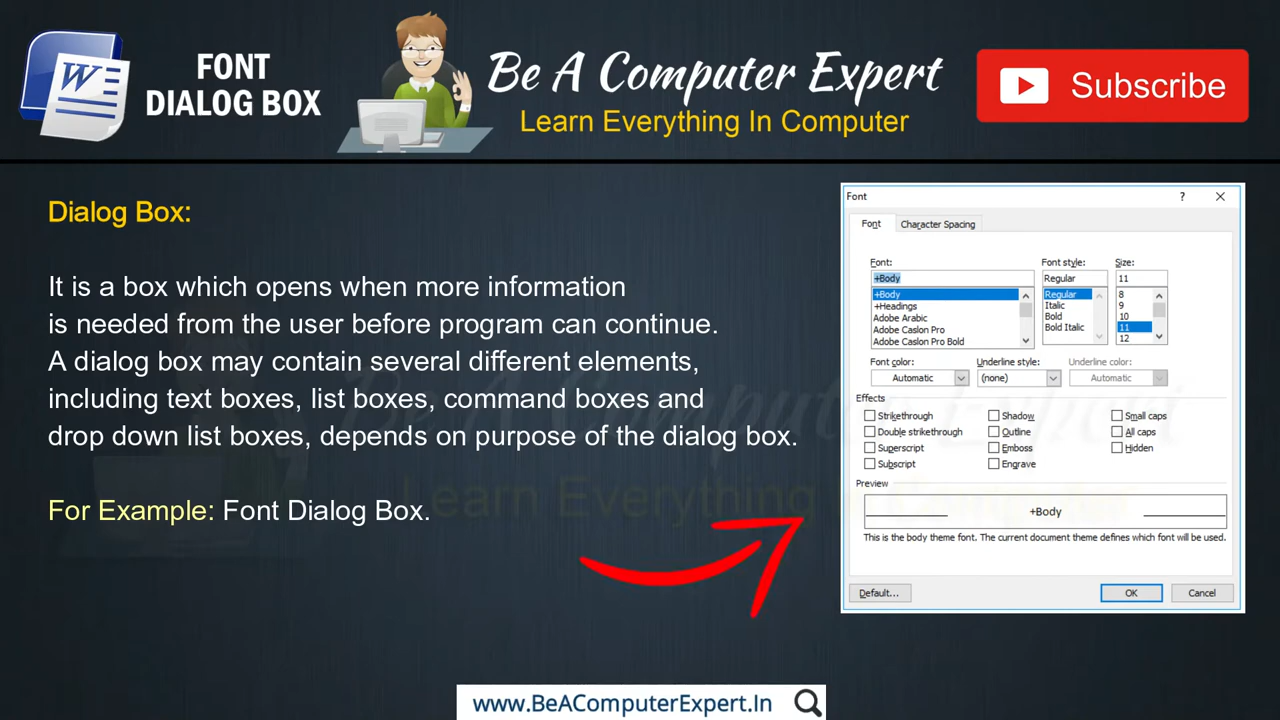 FONT
DIALOG BOX
Be A Computer Expert
Learn Everything In Computer
Subscribe
Dialog Box:
It is a box which opens when more information
is needed from the user before program can continue.
A dialog box may contain several different elements,
including text boxes, list boxes, command boxes and
drop down list boxes, depends on purpose of the dialog box.
For Example: Font Dialog Box.
Font ?
Font Character Spacing
Font: Font style: Size:
+Body Regular 11
+Body Regular 8
+Headings Italic 9
Adobe Arabic Bold 10
Adobe Caslon Pro Bold Italic 11
Adobe Caslon Pro Bold 12
Font color: Underline style: Underline color:
Automatic (none) Automatic
Effects
Strikethrough Shadow Small caps
Double strikethrough Outline All caps
Superscript Emboss Hidden
Subscript Engrave
Preview
+Body
This is the body theme font. The current document theme defines which font will be used.
Default... OK Cancel
Be A Computer Expert
Learn Everything In Computer
www.BeAComputerExpert.In